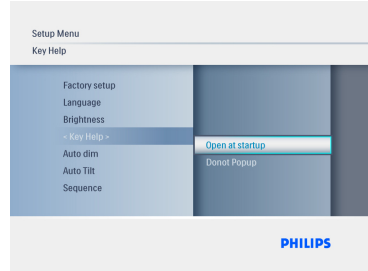 Setup Menu
Key Help
Factory setup
Language
Brightness
< Key Help >
Auto dim
Auto Tilt
Sequence
Open at startup
Donot Popup
PHILIPS